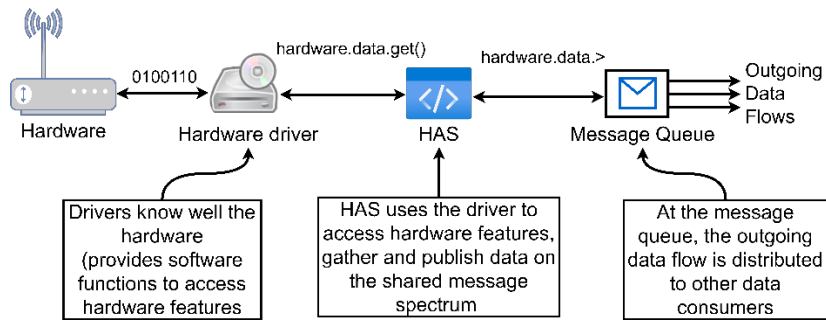 hardware.data.get()
hardware.data.>
0100110
Outgoing
Data
Flows
Hardware
Hardware driver
HAS
Message Queue
Drivers know well the
hardware
(provides software
functions to access
hardware features
HAS uses the driver to
access hardware features,
gather and publish data on
the shared message
spectrum
At the message
queue, the outgoing
data flow is distributed
to other data
consumers